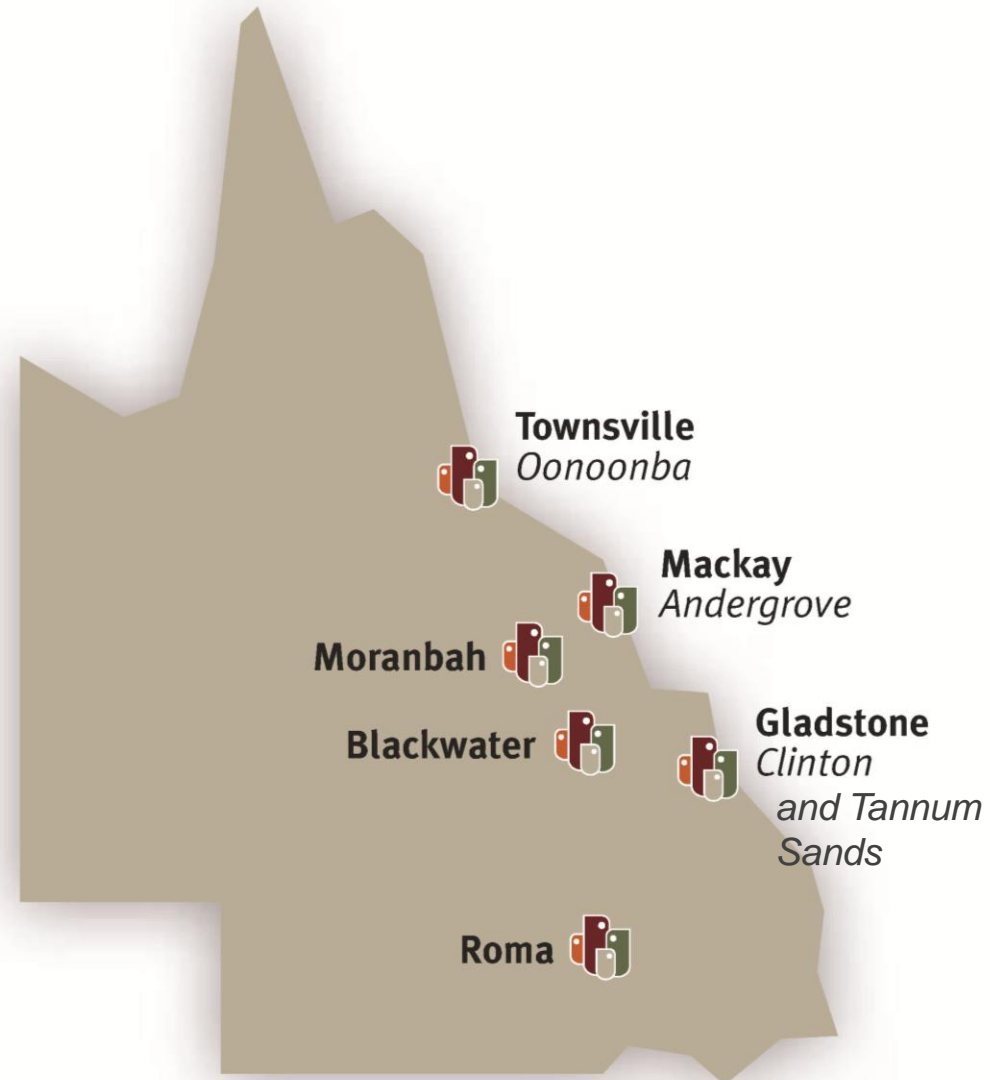 Townsville
Oonoonba
Mackay
Andergrove
Moranbah
Blackwater
Gladstone
Clinton
and Tannum
Sands
Roma